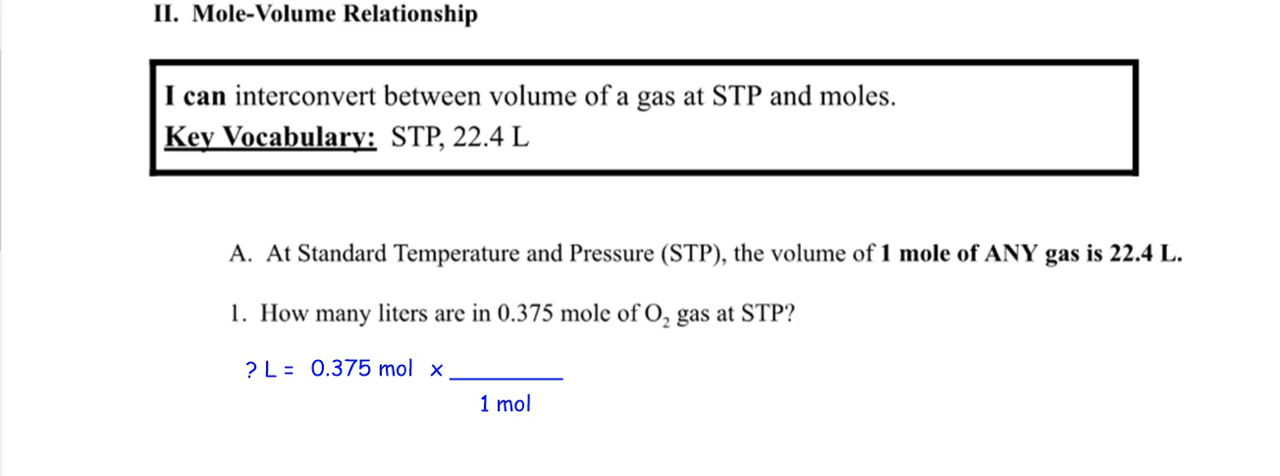 II. Mole-Volume Relationship
I can interconvert between volume of a gas at STP and moles.
Key Vocabulary: STP, 22.4 L
A. At Standard Temperature and Pressure (STP), the volume of 1 mole of ANY gas is 22.4 L.
1. How many liters are in 0.375 mole of O₂ gas at STP?
? L = 0.375 mol x ________
1 mol